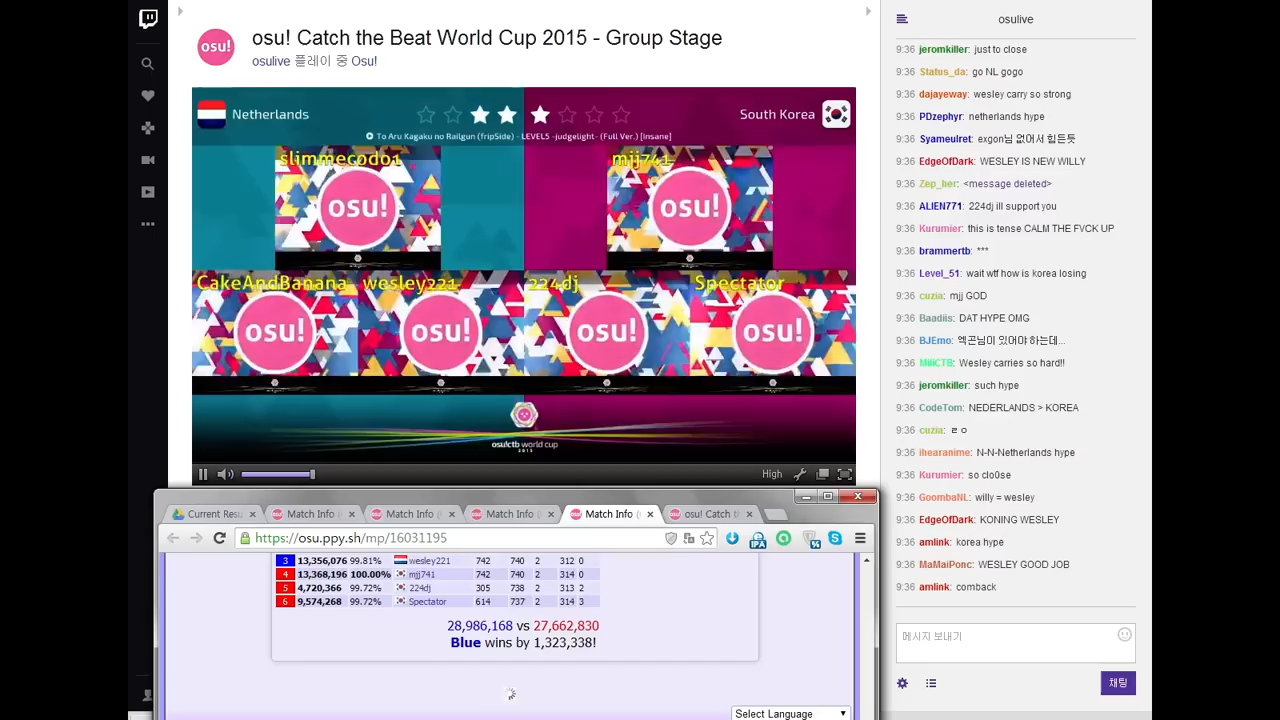 osu!
osu! Catch the Beat World Cup 2015 - Group Stage
osulive 플레이 중 Osu!
Netherlands
South Korea
To Aru Kagaku no Railgun (fripSide) - LEVEL5 -judgelight- (Full Ver.) [Insane]
slimmecodo1
mjj741
osu!
osu!
CakeAndBanana
wesley221
224dj
Spectator
osu!
osu!
osu!
osu!
osu!ctb world cup
2015
High
Current Resu
Match Info (
Match Info (
Match Info (
Match Info (
osu! Catch t
https://osu.ppy.sh/mp/16031195
IPA
3 13,356,076 99.81% wesley221 742 740 2 312 0
4 13,368,196 100.00% mjj741 742 740 2 314 0
5 4,720,366 99.72% 224dj 305 738 2 313 2
6 9,574,268 99.72% Spectator 614 737 2 314 3
28,986,168 vs 27,662,830
Blue wins by 1,323,338!
Select Language
osulive
9:36 jeromkiller: just to close
9:36 Status_da: go NL gogo
9:36 dajayeway: wesley carry so strong
9:36 PDzephyr: netherlands hype
9:36 Syameulret: exgon님 없어서 힘든듯
9:36 EdgeOfDark: WESLEY IS NEW WILLY
9:36 Zep_her: <message deleted>
9:36 ALIEN771: 224dj ill support you
9:36 Kurumier: this is tense CALM THE FVCK UP
9:36 brammertb: ***
9:36 Level_51: wait wtf how is korea losing
9:36 cuzia: mjj GOD
9:36 Baadiis: DAT HYPE OMG
9:36 BJEmo: 엑곤님이 있어야 하는데...
9:36 MiliCTB: Wesley carries so hard!!
9:36 jeromkiller: such hype
9:36 CodeTom: NEDERLANDS > KOREA
9:36 cuzia: ㄹㅇ
9:36 ihearanime: N-N-Netherlands hype
9:36 Kurumier: so clo0se
9:36 GoombaNL: willy = wesley
9:36 EdgeOfDark: KONING WESLEY
9:36 amlink: korea hype
9:36 MaMaiPonc: WESLEY GOOD JOB
9:36 amlink: comback
메시지 보내기
채팅